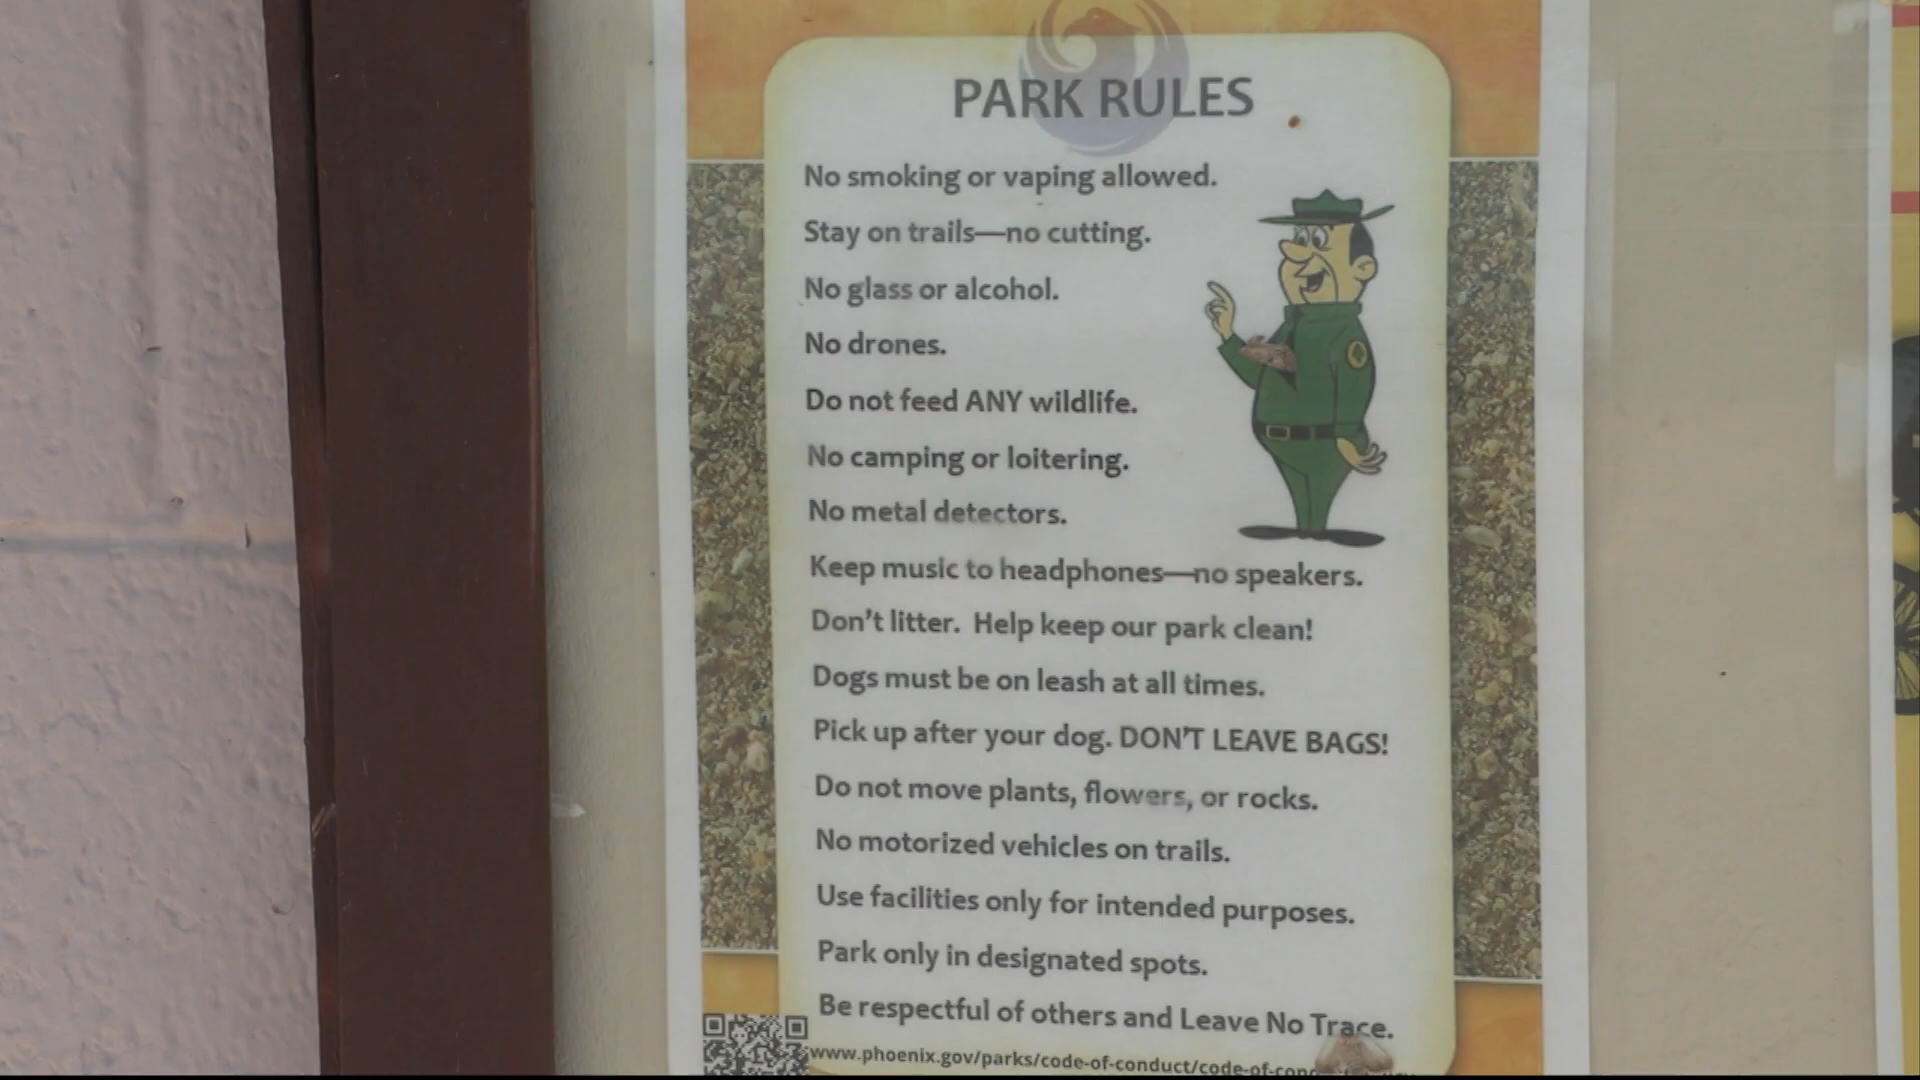 PARK RULES
No smoking or vaping allowed.
Stay on trails—no cutting.
No glass or alcohol.
No drones.
Do not feed ANY wildlife.
No camping or loitering.
No metal detectors.
Keep music to headphones—no speakers.
Don't litter.  Help keep our park clean!
Dogs must be on leash at all times.
Pick up after your dog. DON'T LEAVE BAGS!
Do not move plants, flowers, or rocks.
No motorized vehicles on trails.
Use facilities only for intended purposes.
Park only in designated spots.
Be respectful of others and Leave No Trace.
www.phoenix.gov/parks/code-of-conduct/code-of-con